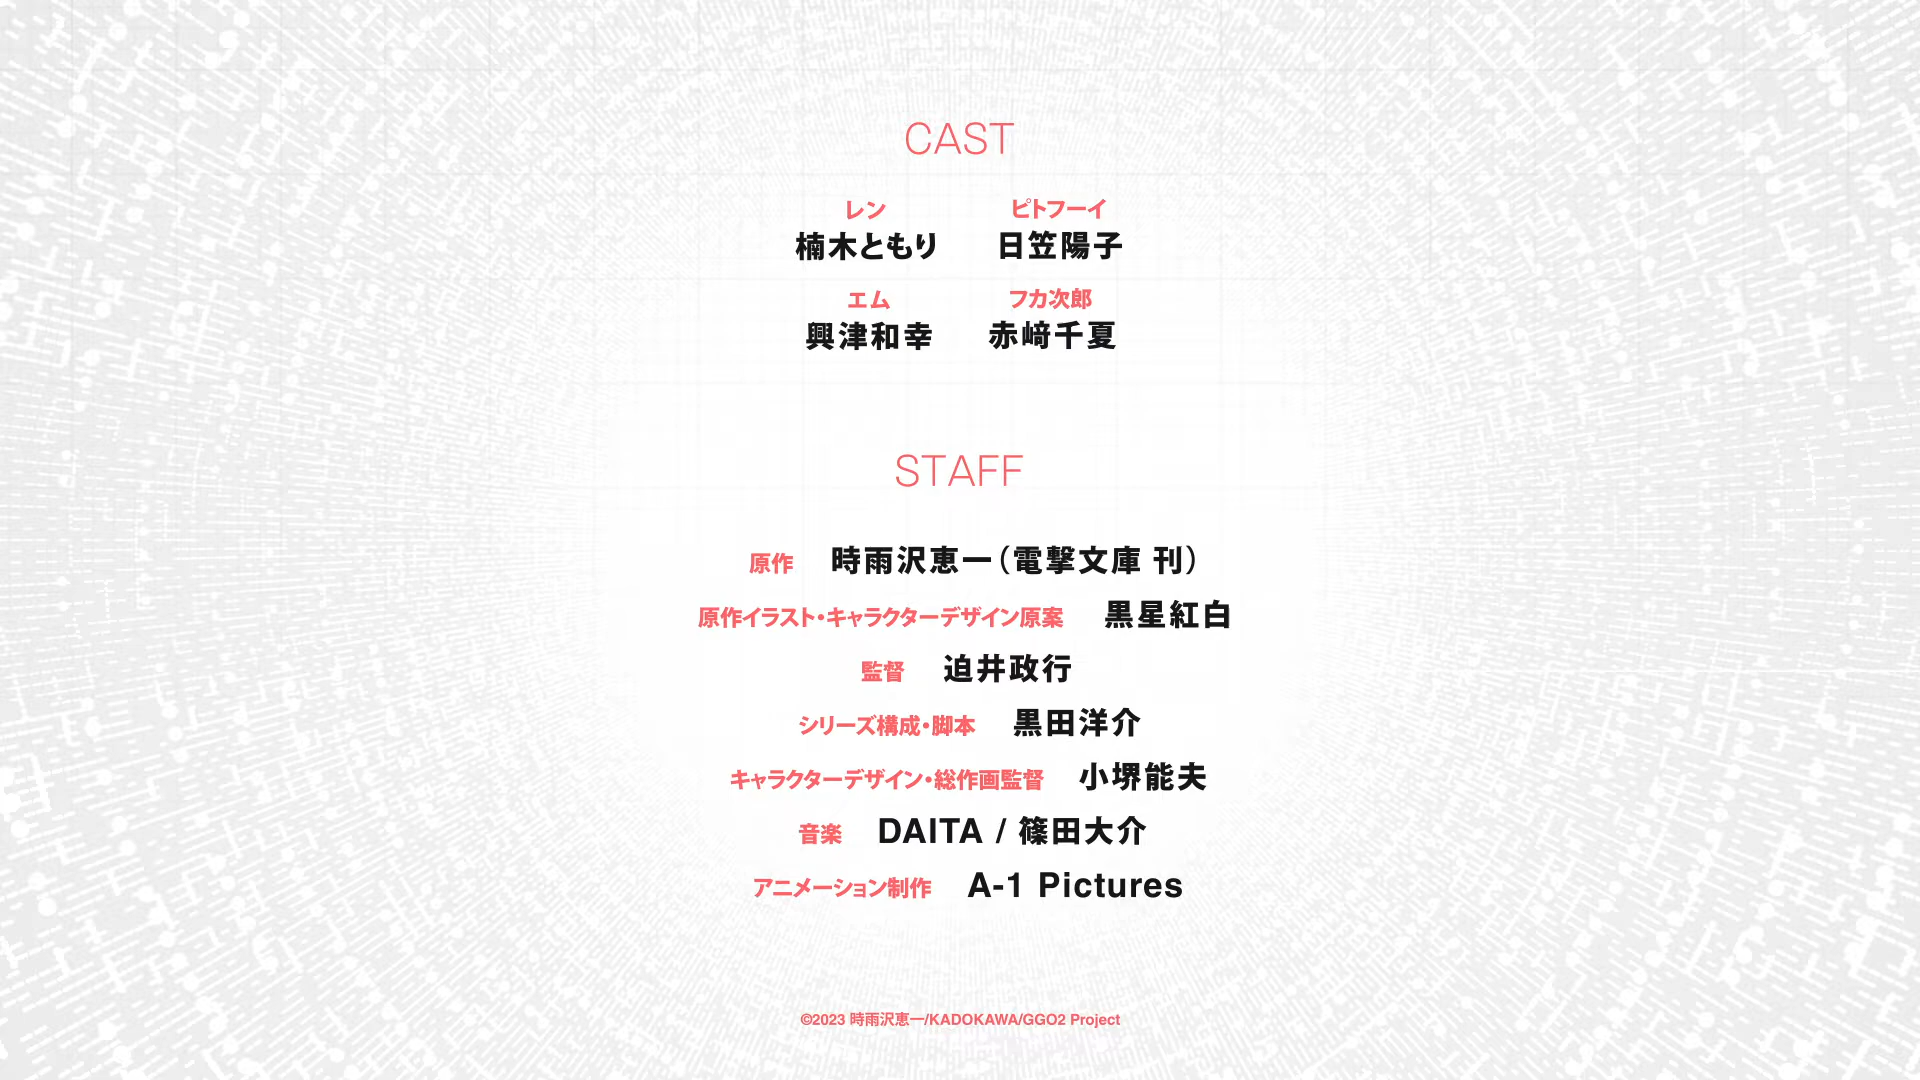 CAST
レン ピトフーイ
楠木ともり 日笠陽子
エム フカ次郎
興津和幸 赤﨑千夏
STAFF
原作 時雨沢恵一（電撃文庫 刊）
原作イラスト・キャラクターデザイン原案 黒星紅白
監督 迫井政行
シリーズ構成・脚本 黒田洋介
キャラクターデザイン・総作画監督 小堺能夫
音楽 DAITA / 篠田大介
アニメーション制作 A-1 Pictures
©2023 時雨沢恵一/KADOKAWA/GGO2 Project